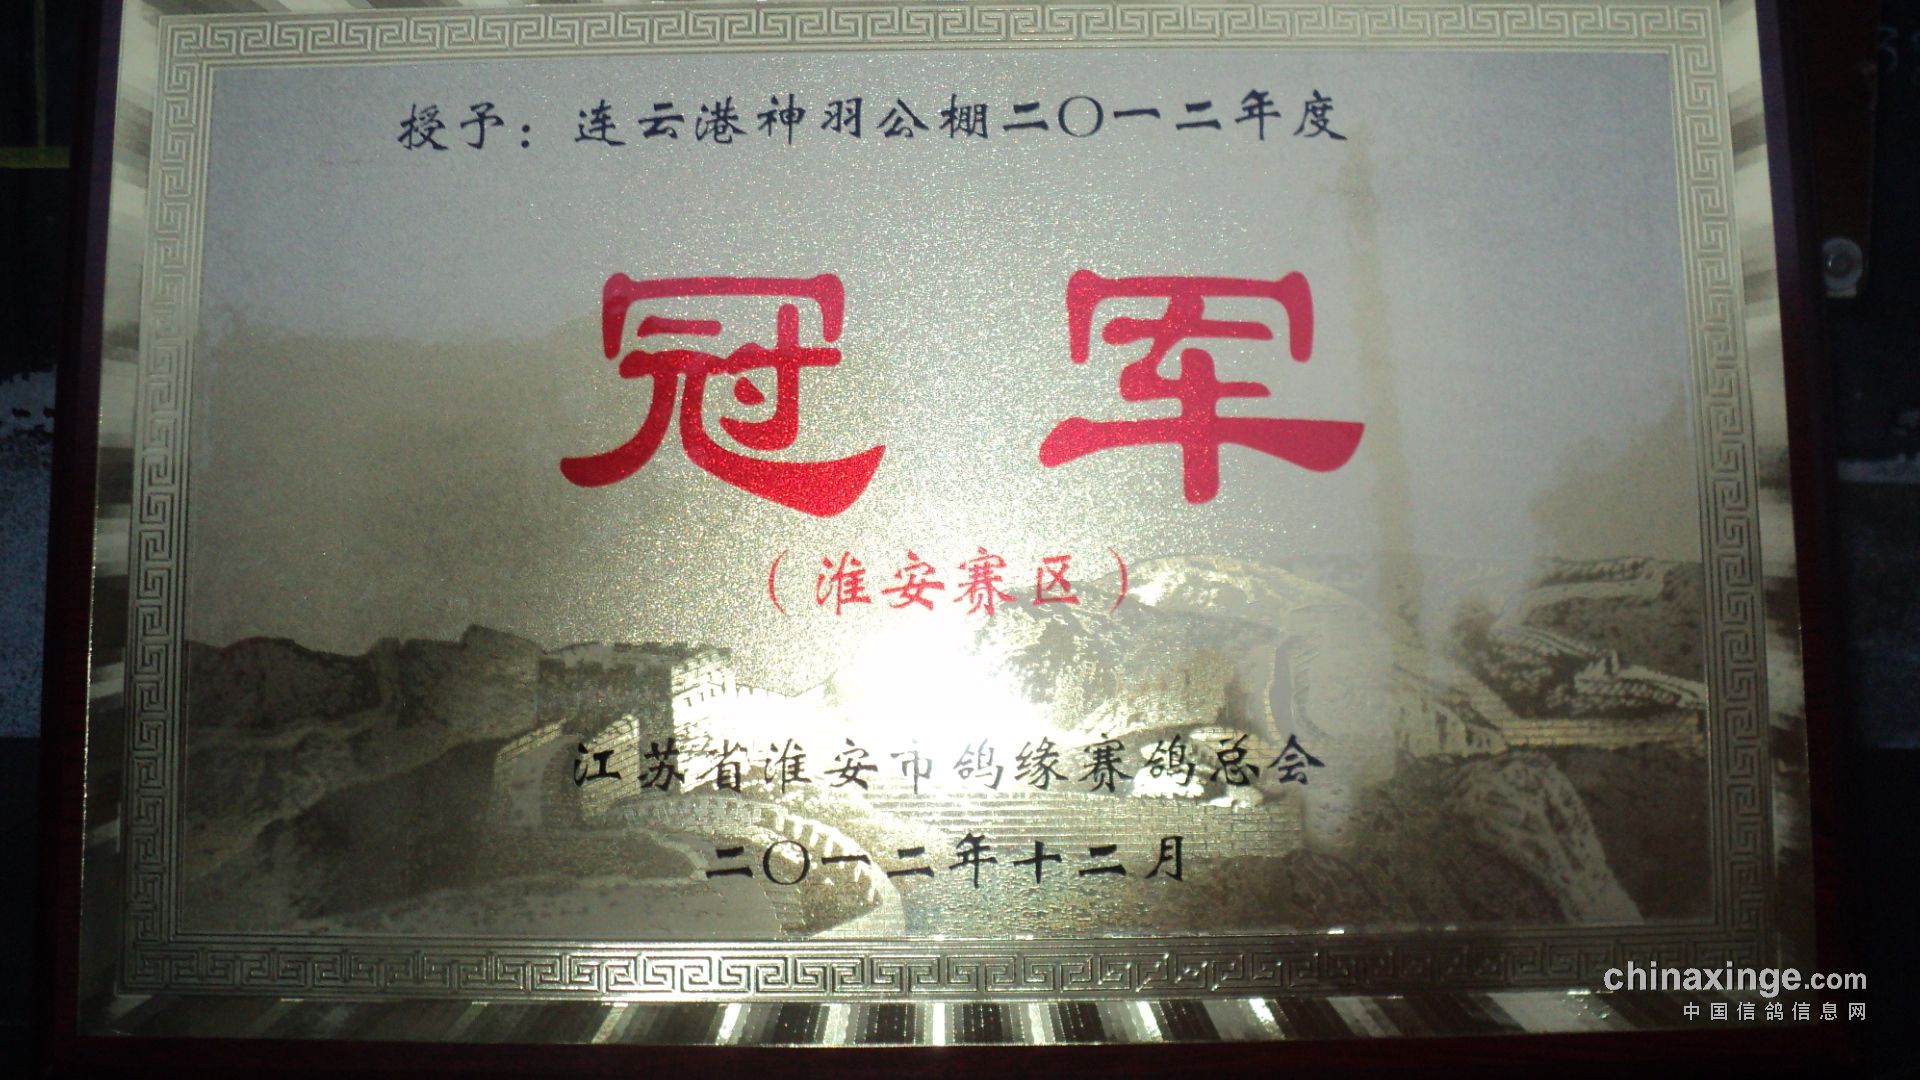 授予：连云港神羽公棚二〇一二年度
冠军
（淮安赛区）
江苏省淮安市鸽缘赛鸽总会
二〇一二年十二月
chinaxinge.com
中国信鸽信息网